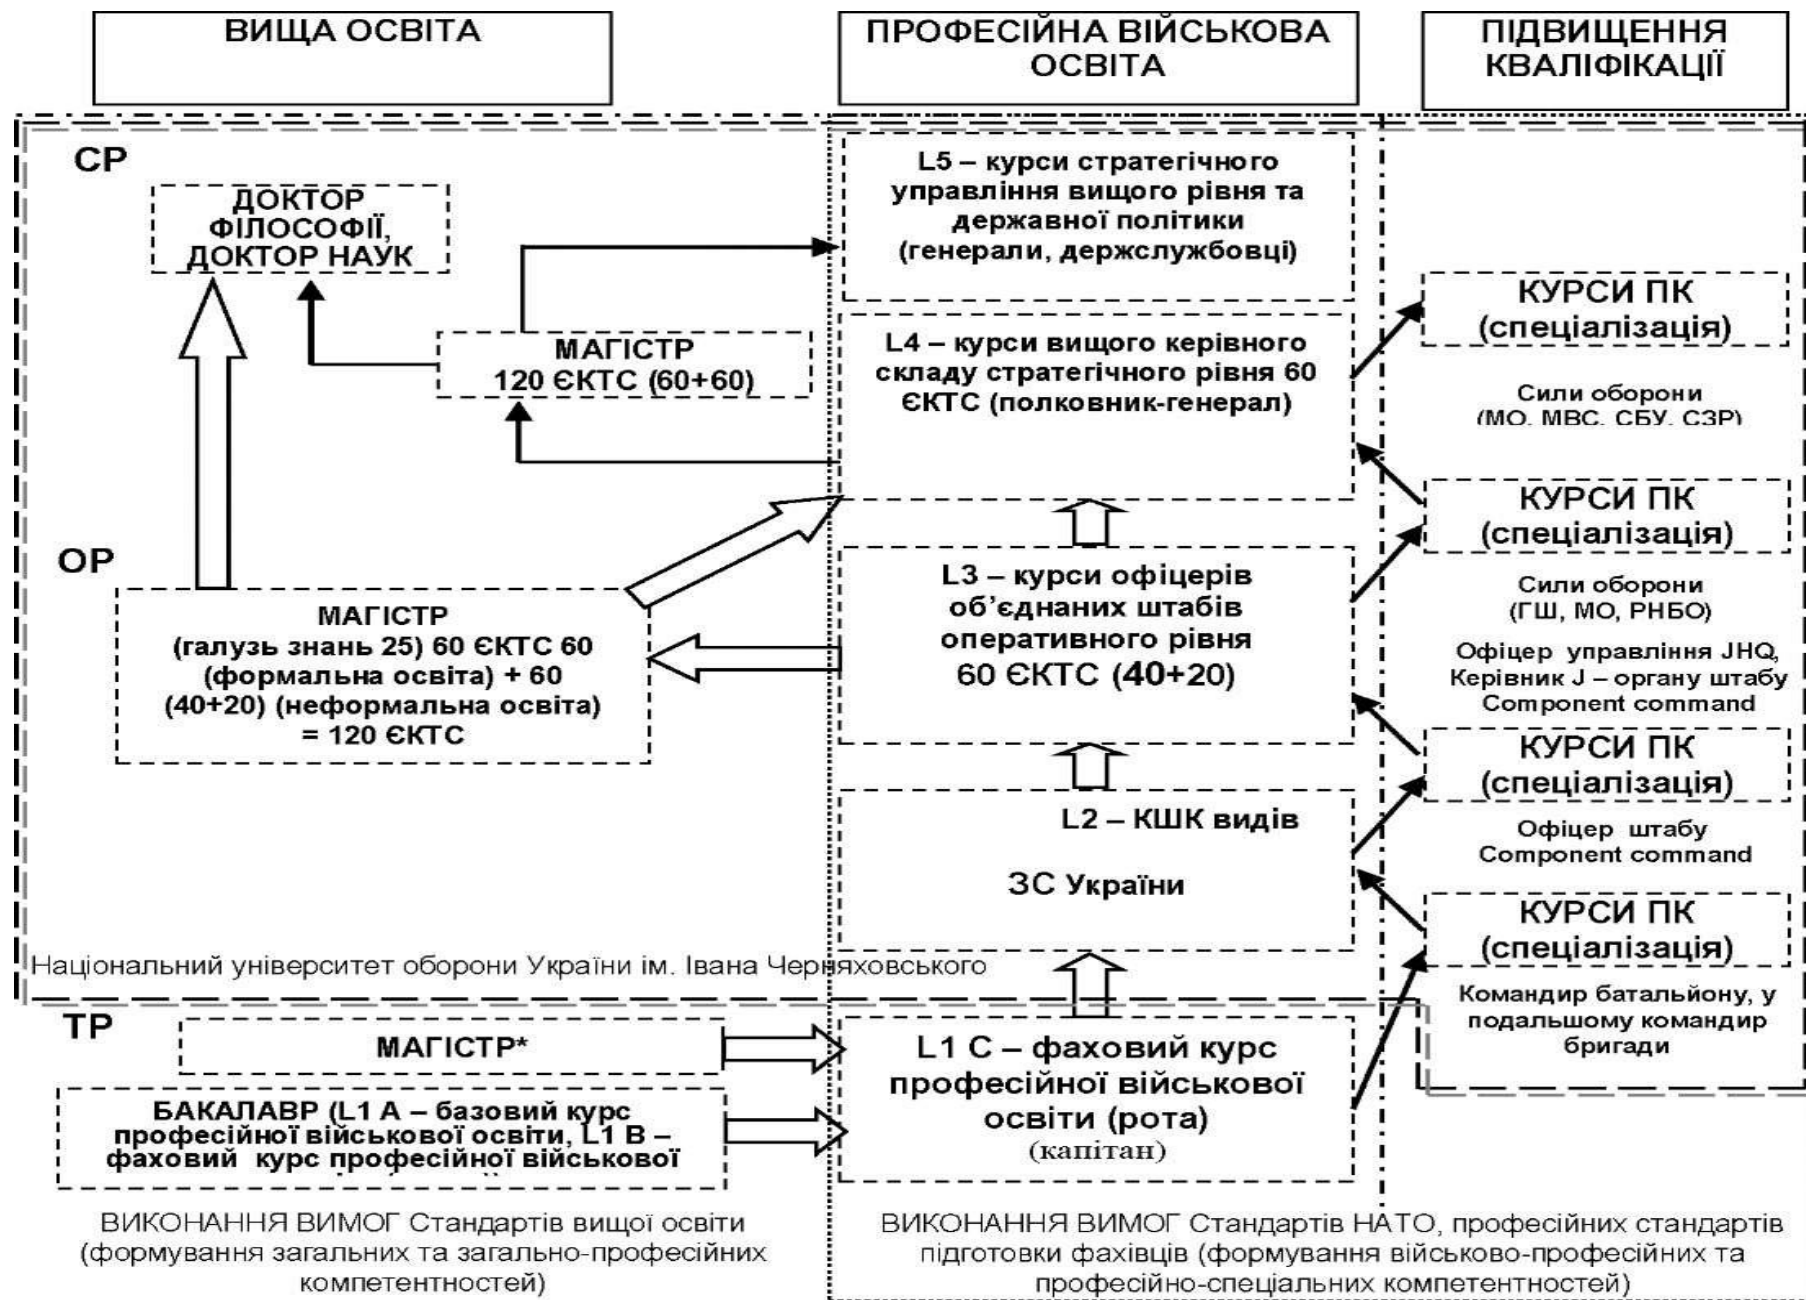 ВИЩА ОСВІТА
ПРОФЕСІЙНА ВІЙСЬКОВА
ОСВІТА
ПІДВИЩЕННЯ
КВАЛІФІКАЦІЇ
СР
ДОКТОР
ФІЛОСОФІЇ,
ДОКТОР НАУК
МАГІСТР
120 ЄКТС (60+60)
L5 – курси стратегічного
управління вищого рівня та
державної політики
(генерали, держслужбовці)
L4 – курси вищого керівного
складу стратегічного рівня 60
ЄКТС (полковник-генерал)
КУРСИ ПК
(спеціалізація)
Сили оборони
(МО, МВС, СБУ, СЗР)
ОР
МАГІСТР
(галузь знань 25) 60 ЄКТС 60
(формальна освіта) + 60
(40+20) (неформальна освіта)
= 120 ЄКТС
L3 – курси офіцерів
об’єднаних штабів
оперативного рівня
60 ЄКТС (40+20)
КУРСИ ПК
(спеціалізація)
Сили оборони
(ГШ, МО, РНБО)
Офіцер управління JHQ,
Керівник J – органу штабу
Component command
L2 – КШК видів
ЗС України
КУРСИ ПК
(спеціалізація)
Офіцер штабу
Component command
КУРСИ ПК
(спеціалізація)
Командир батальйону, у
подальшому командир
бригади
Національний університет оборони України ім. Івана Черняховського
ТР
МАГІСТР*
БАКАЛАВР (L1 А – базовий курс
професійної військової освіти, L1 В –
фаховий курс професійної військової
L1 С – фаховий курс
професійної військової
освіти (рота)
(капітан)
ВИКОНАННЯ ВИМОГ Стандартів вищої освіти
(формування загальних та загально-професійних
компетентностей)
ВИКОНАННЯ ВИМОГ Стандартів НАТО, професійних стандартів
підготовки фахівців (формування військово-професійних та
професійно-спеціальних компетентностей)